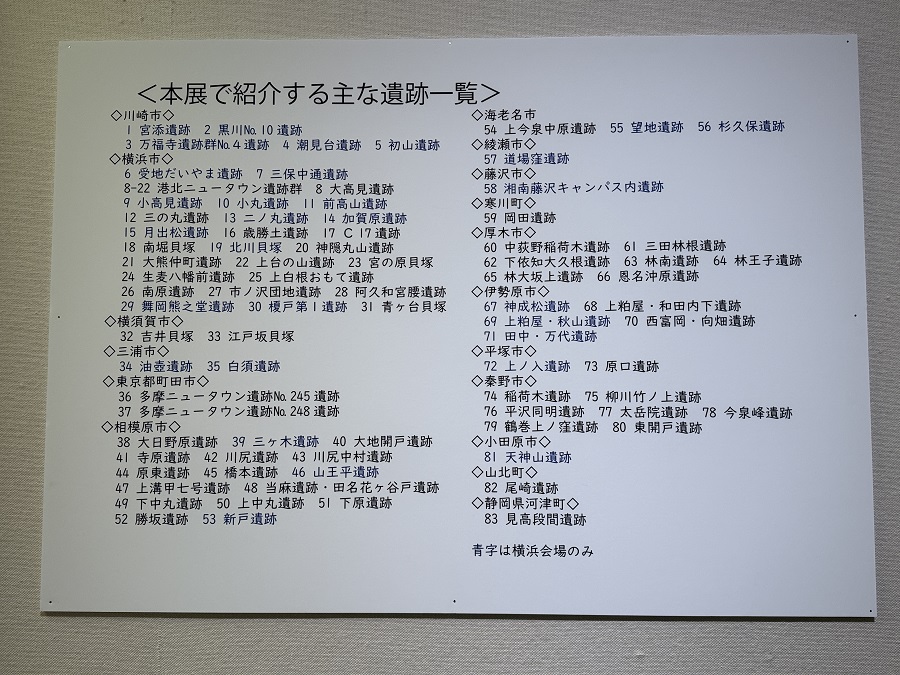 ＜本展で紹介する主な遺跡一覧＞
◇川崎市◇
1 宮添遺跡　2 黒川No.10遺跡
3 万福寺遺跡群No.4遺跡　4 潮見台遺跡　5 初山遺跡
◇横浜市◇
6 受地だいやま遺跡　7 三保中通遺跡
8-22 港北ニュータウン遺跡群　8 大高見遺跡
9 小高見遺跡　10 小丸遺跡　11 前高山遺跡
12 三の丸遺跡　13 二ノ丸遺跡　14 加賀原遺跡
15 月出松遺跡　16 歳勝土遺跡　17 C17遺跡
18 南堀貝塚　19 北川貝塚　20 神隠丸山遺跡
21 大熊仲町遺跡　22 上台の山遺跡　23 宮の原貝塚
24 生麦八幡前遺跡　25 上白根おもて遺跡
26 南原遺跡　27 市ノ沢団地遺跡　28 阿久和宮腰遺跡
29 舞岡熊之堂遺跡　30 榎戸第1遺跡　31 青ヶ台貝塚
◇横須賀市◇
32 吉井貝塚　33 江戸坂貝塚
◇三浦市◇
34 油壺遺跡　35 白須遺跡
◇東京都町田市◇
36 多摩ニュータウン遺跡No.245遺跡
37 多摩ニュータウン遺跡No.248遺跡
◇相模原市◇
38 大日野原遺跡　39 三ヶ木遺跡　40 大地開戸遺跡
41 寺原遺跡　42 川尻遺跡　43 川尻中村遺跡
44 原東遺跡　45 橋本遺跡　46 山王平遺跡
47 上溝甲七号遺跡　48 当麻遺跡・田名花ヶ谷戸遺跡
49 下中丸遺跡　50 上中丸遺跡　51 下原遺跡
52 勝坂遺跡　53 新戸遺跡
◇海老名市
54 上今泉中原遺跡　55 望地遺跡　56 杉久保遺跡
◇綾瀬市◇
57 道場窪遺跡
◇藤沢市◇
58 湘南藤沢キャンパス内遺跡
◇寒川町◇
59 岡田遺跡
◇厚木市◇
60 中荻野稲荷木遺跡　61 三田林根遺跡
62 下依知大久根遺跡　63 林南遺跡　64 林王子遺跡
65 林大坂上遺跡　66 恩名沖原遺跡
◇伊勢原市◇
67 神成松遺跡　68 上粕屋・和田内下遺跡
69 上粕屋・秋山遺跡　70 西富岡・向畑遺跡
71 田中・万代遺跡
◇平塚市◇
72 上ノ入遺跡　73 原口遺跡
◇秦野市◇
74 稲荷木遺跡　75 柳川竹ノ上遺跡
76 平沢同明遺跡　77 太岳院遺跡　78 今泉峰遺跡
79 鶴巻上ノ窪遺跡　80 東開戸遺跡
◇小田原市◇
81 天神山遺跡
◇山北町◇
82 尾崎遺跡
◇静岡県河津町◇
83 見高段間遺跡
青字は横浜会場のみ